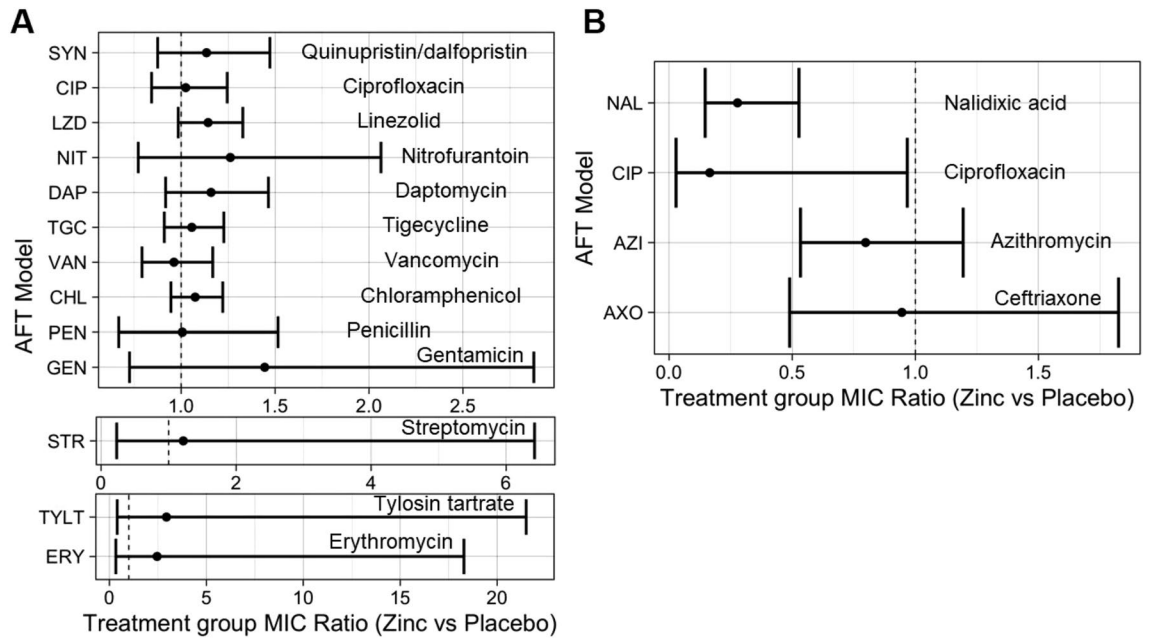 A
SYN
Quinupristin/dalfopristin
CIP
Ciprofloxacin
LZD
Linezolid
NIT
Nitrofurantoin
DAP
Daptomycin
TGC
Tigecycline
VAN
Vancomycin
CHL
Chloramphenicol
PEN
Penicillin
GEN
Gentamicin
AFT Model
1.0 1.5 2.0 2.5
STR
Streptomycin
0 2 4 6
TYLT
Tylosin tartrate
ERY
Erythromycin
0 5 10 15 20
Treatment group MIC Ratio (Zinc vs Placebo)
B
NAL
Nalidixic acid
CIP
Ciprofloxacin
AZI
Azithromycin
AXO
Ceftriaxone
AFT Model
0.0 0.5 1.0 1.5
Treatment group MIC Ratio (Zinc vs Placebo)